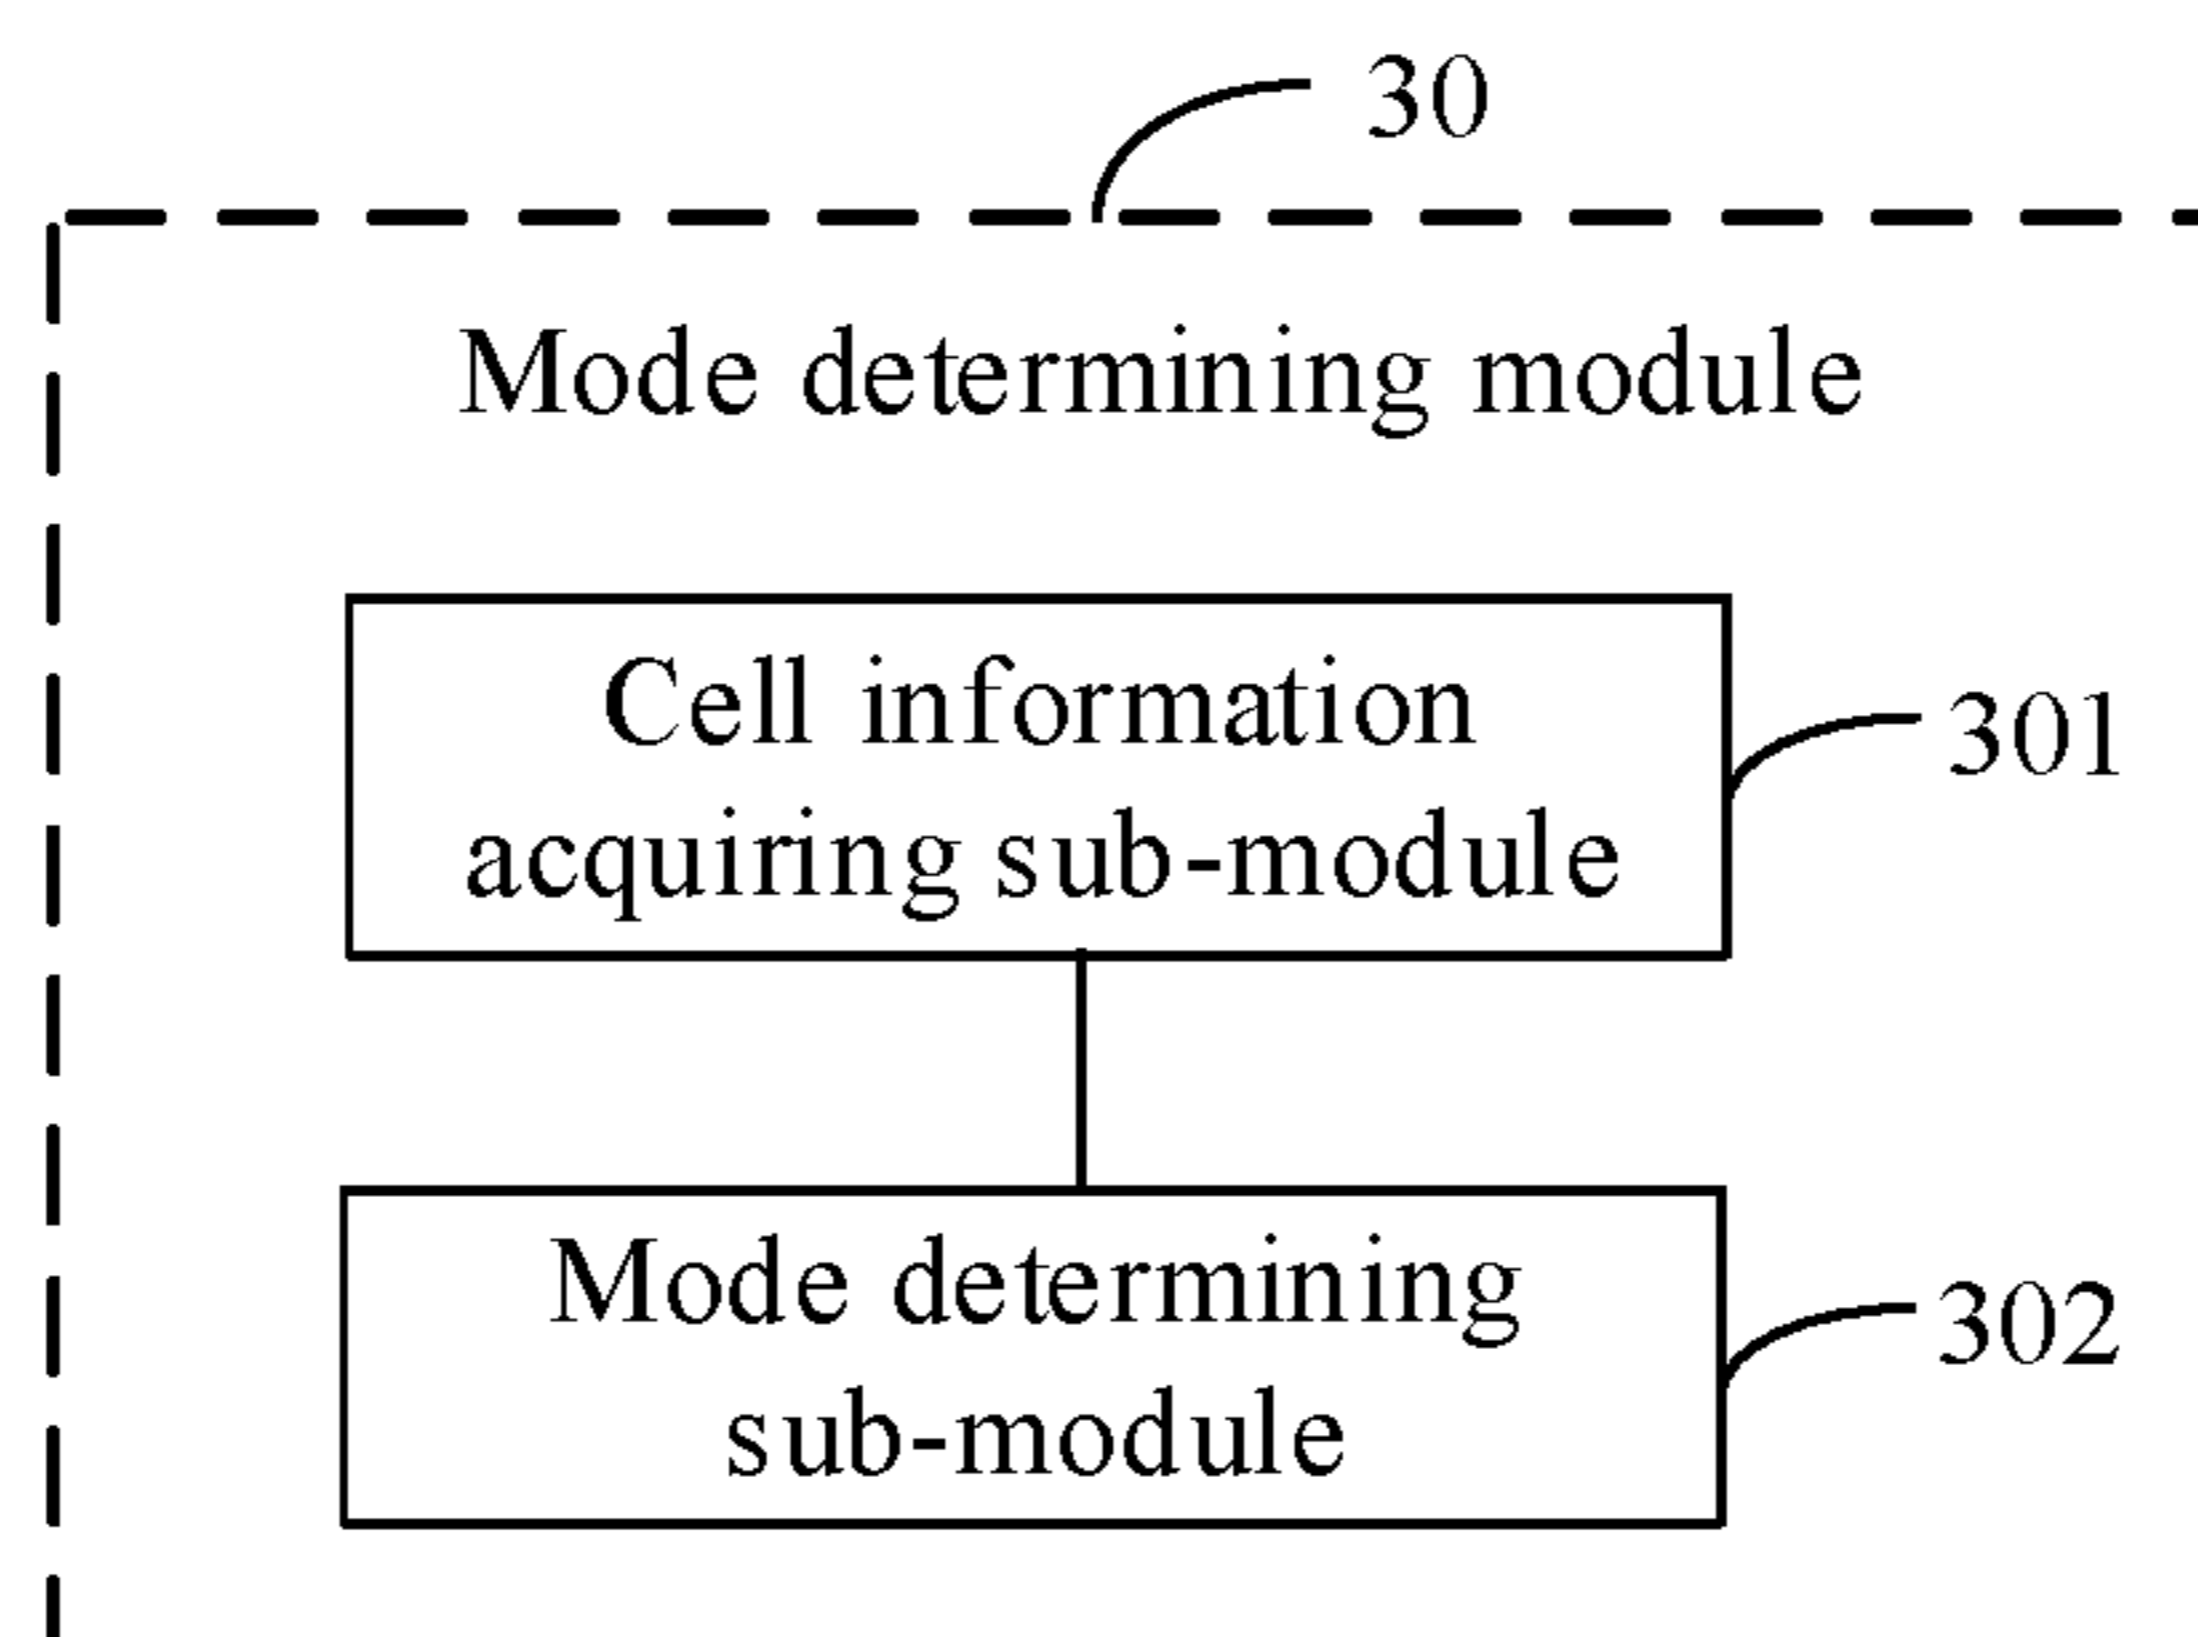 30
Mode determining module
Cell information
acquiring sub-module
301
Mode determining
sub-module
302